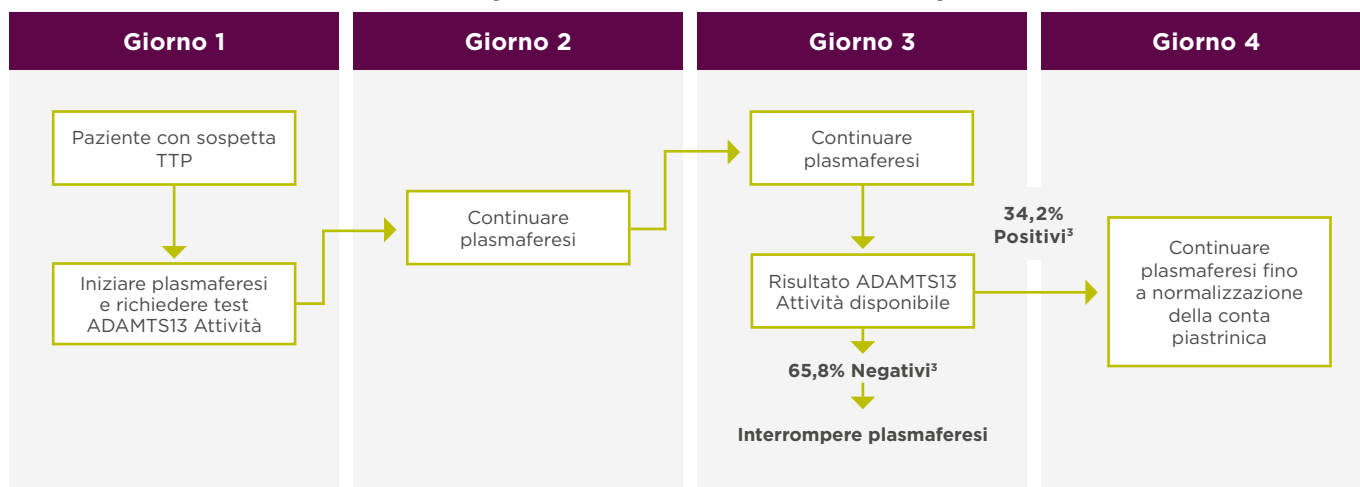 Giorno 1
Giorno 2
Giorno 3
Giorno 4
Paziente con sospetta
TTP
Iniziare plasmaferesi
e richiedere test
ADAMTS13 Attività
Continuare
plasmaferesi
Continuare
plasmaferesi
Risultato ADAMTS13
Attività disponibile
65,8% Negativi³
Interrompere plasmaferesi
34,2%
Positivi³
Continuare
plasmaferesi fino
a normalizzazione
della conta
piastrinica